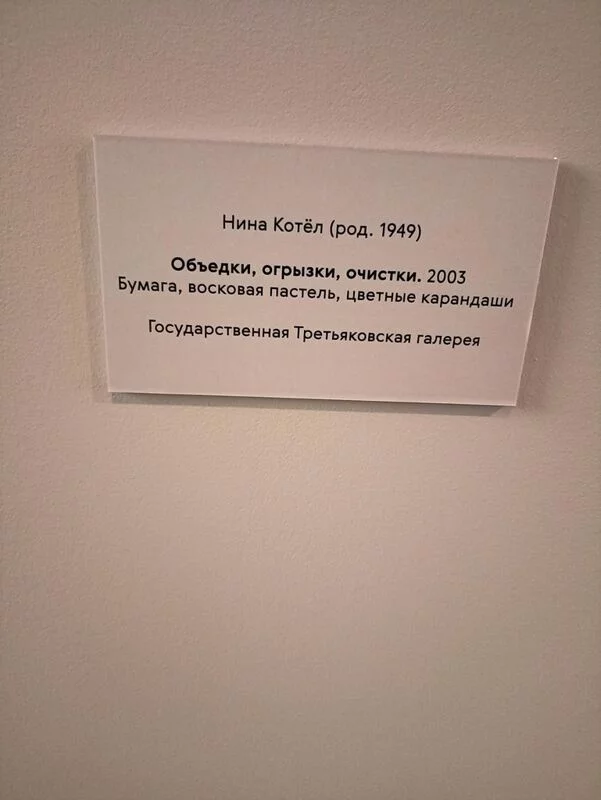 Нина Котёл (род. 1949)
Объедки, огрызки, очистки. 2003
Бумага, восковая пастель, цветные карандаши
Государственная Третьяковская галерея